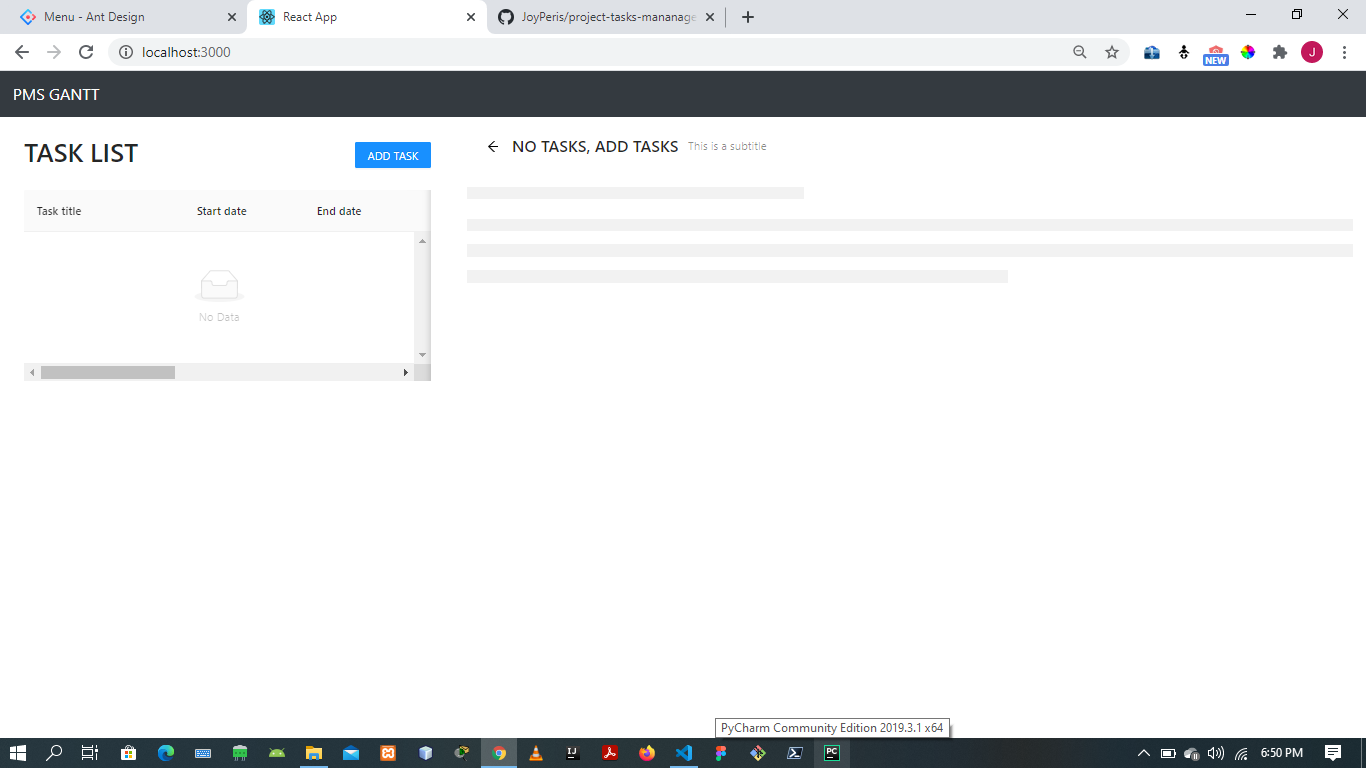 Menu - Ant Design
React App
JoyPeris/project-tasks-mananage
localhost:3000
NEW
J
PMS GANTT
TASK LIST
ADD TASK
NO TASKS, ADD TASKS This is a subtitle
Task title Start date End date
No Data
PyCharm Community Edition 2019.3.1 x64
IJ
PC
6:50 PM